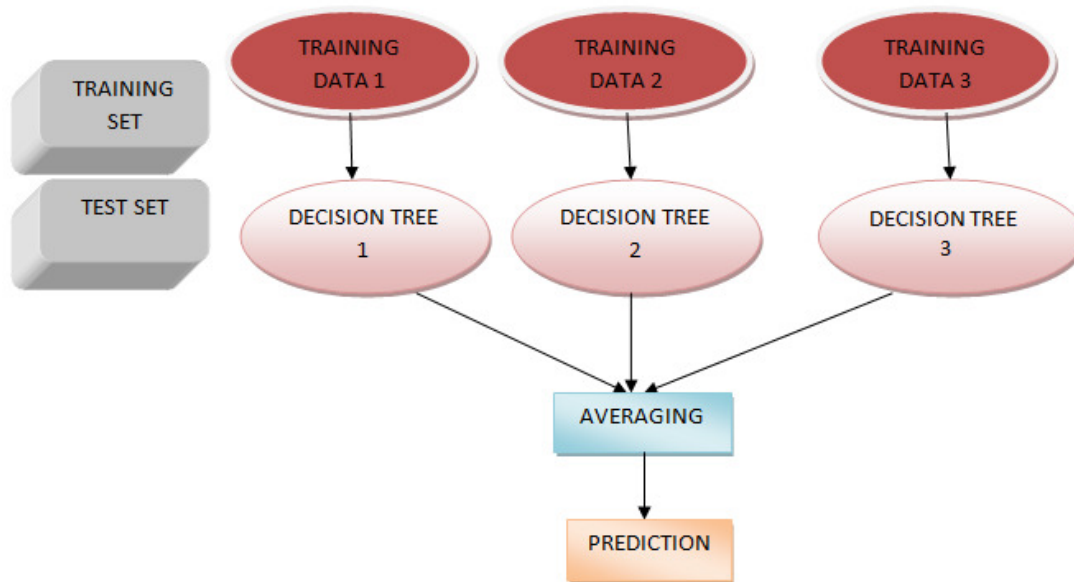 TRAINING
SET
TEST SET
TRAINING
DATA 1
TRAINING
DATA 2
TRAINING
DATA 3
DECISION TREE
1
DECISION TREE
2
DECISION TREE
3
AVERAGING
PREDICTION